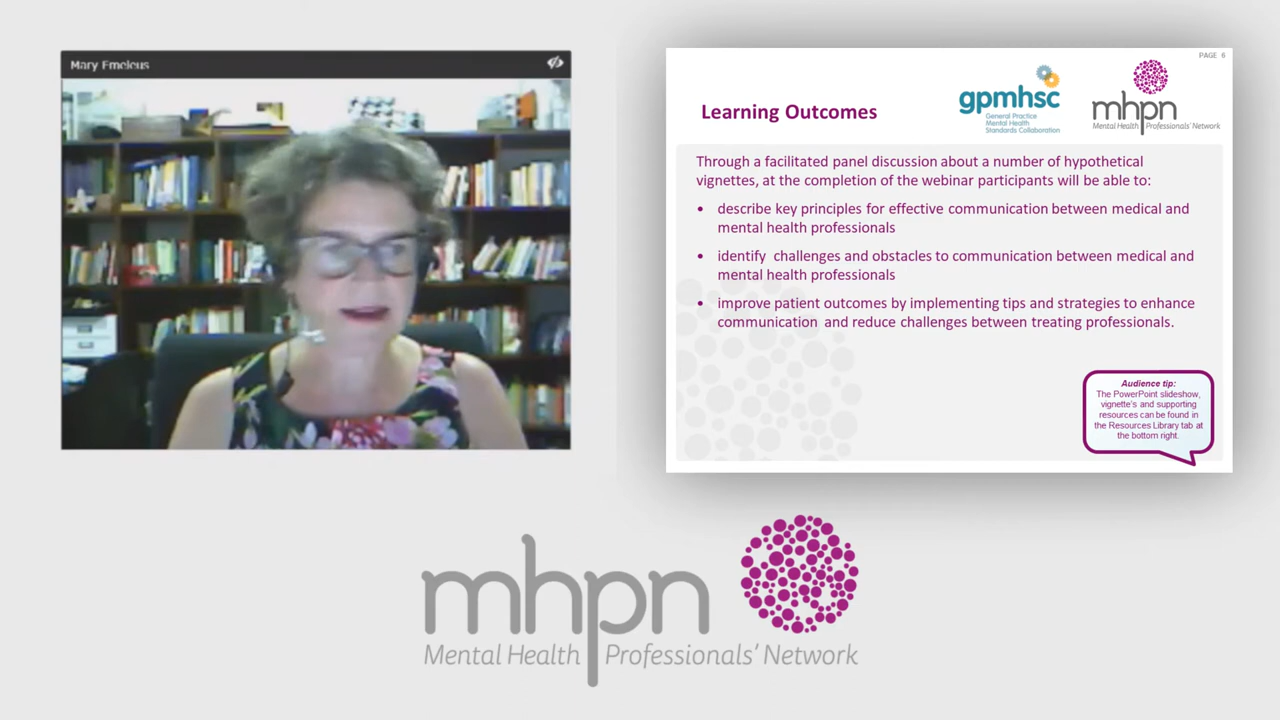 Mary Emeleus
PAGE 6
Learning Outcomes
gpmhsc
General Practice
Mental Health
Standards Collaboration
mhpn
Mental Health Professionals' Network
Through a facilitated panel discussion about a number of hypothetical
vignettes, at the completion of the webinar participants will be able to:
• describe key principles for effective communication between medical and
mental health professionals
• identify challenges and obstacles to communication between medical and
mental health professionals
• improve patient outcomes by implementing tips and strategies to enhance
communication and reduce challenges between treating professionals.
Audience tip:
The PowerPoint slideshow,
vignette's and supporting
resources can be found in
the Resources Library tab at
the bottom right.
mhpn
Mental Health Professionals' Network